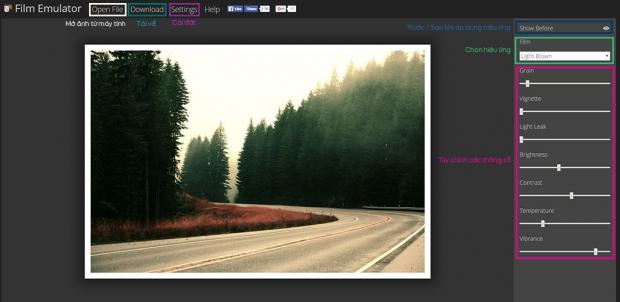 Film Emulator
Open File
Download
Settings
Help
Mở ảnh từ máy tính
Tải về
Cài đặt
Trước / Sau khi áp dụng hiệu ứng
Show Before
Chọn hiệu ứng
Film
Light Blown
Tùy chỉnh các thông số
Grain
Vignette
Light Leak
Brightness
Contrast
Temperature
Vibrance